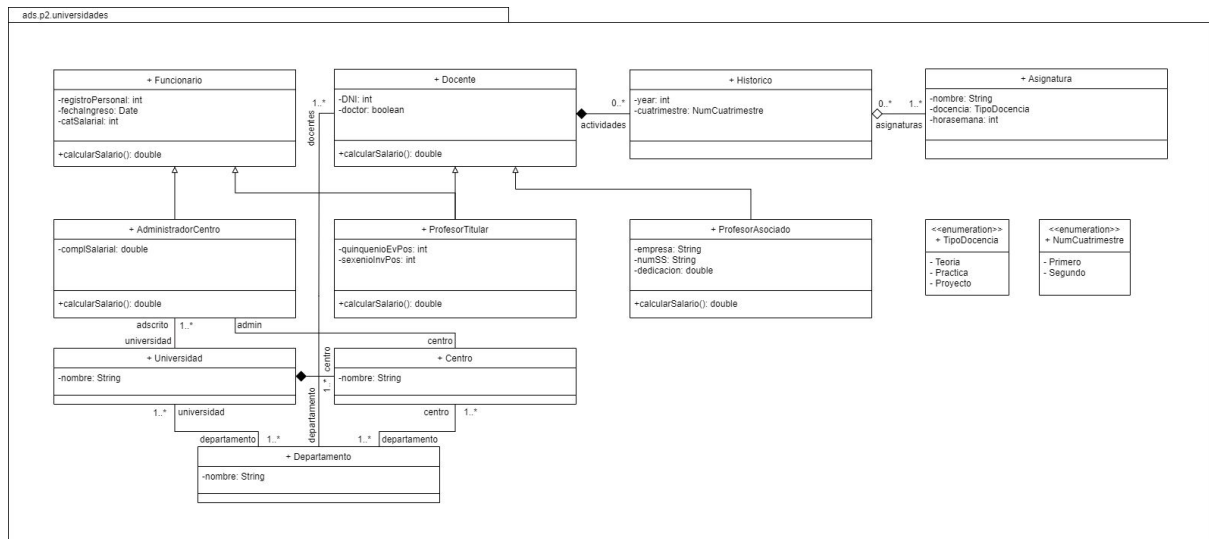 ads.p2.universidades
+ Funcionario
-registroPersonal: int
-fechaIngreso: Date
-catSalarial: int
+calcularSalario(): double
1..*
docentes
+ Docente
-DNI: int
-doctor: boolean
+calcularSalario(): double
0..*
actividades
+ Historico
-year: int
-cuatrimestre: NumCuatrimestre
0..*
1..*
asignaturas
+ Asignatura
-nombre: String
-docencia: TipoDocencia
-horasemana: int
+ AdministradorCentro
-complSalarial: double
+calcularSalario(): double
+ ProfesorTitular
-quinquenioEvPos: int
-sexenioInvPos: int
+calcularSalario(): double
+ ProfesorAsociado
-empresa: String
-numSS: String
-dedicacion: double
+calcularSalario(): double
<<enumeration>>
+ TipoDocencia
- Teoria
- Practica
- Proyecto
<<enumeration>>
+ NumCuatrimestre
- Primero
- Segundo
adscrito
1..*
admin
universidad
centro
+ Universidad
-nombre: String
centro
1..*
+ Centro
-nombre: String
1..*
universidad
departamento
centro
1..*
departamento
1..*
1..*
departamento
+ Departamento
-nombre: String